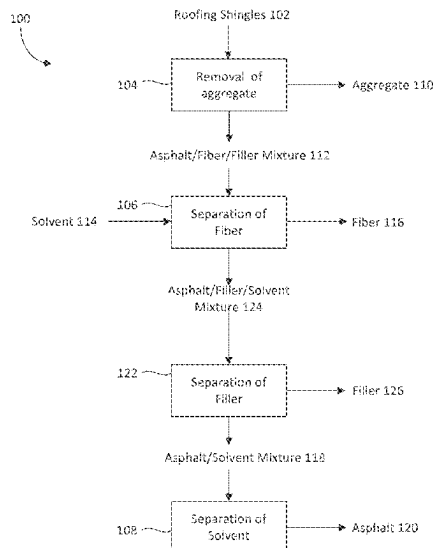 100
Roofing Shingles 102
104
Removal of
aggregate
Aggregate 110
Asphalt/Fiber/Filler Mixture 112
106
Solvent 114
Separation of
Fiber
Fiber 116
Asphalt/Filler/Solvent
Mixture 124
122
Separation of
Filler
Filler 126
Asphalt/Solvent Mixture 118
108
Separation of
Solvent
Asphalt 120